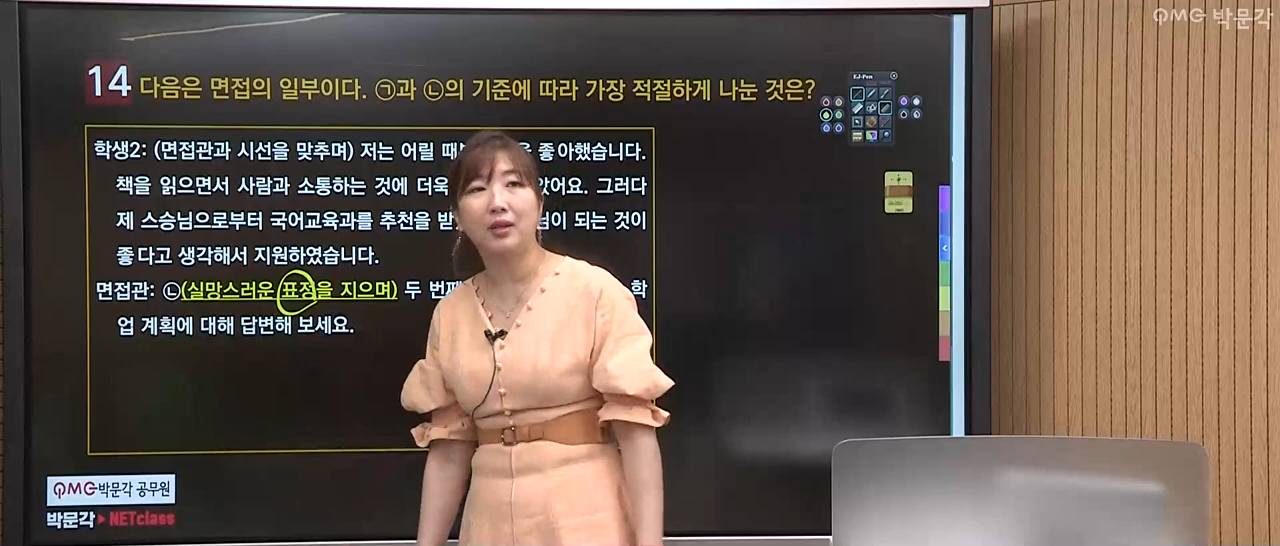 PMG 박문각
14 다음은 면접의 일부이다. ㉠과 ㉡의 기준에 따라 가장 적절하게 나눈 것은?
EJ-Pen
학생2: (면접관과 시선을 맞추며) 저는 어릴 때 좋아했습니다.
책을 읽으면서 사람과 소통하는 것에 더욱 았어요. 그러다
제 스승님으로부터 국어교육과를 추천을 받 님이 되는 것이
좋다고 생각해서 지원하였습니다.
면접관: ㉡(실망스러운 표정을 지으며) 두 번째 학
업 계획에 대해 답변해 보세요.
PMG 박문각 공무원
박문각 NETclass